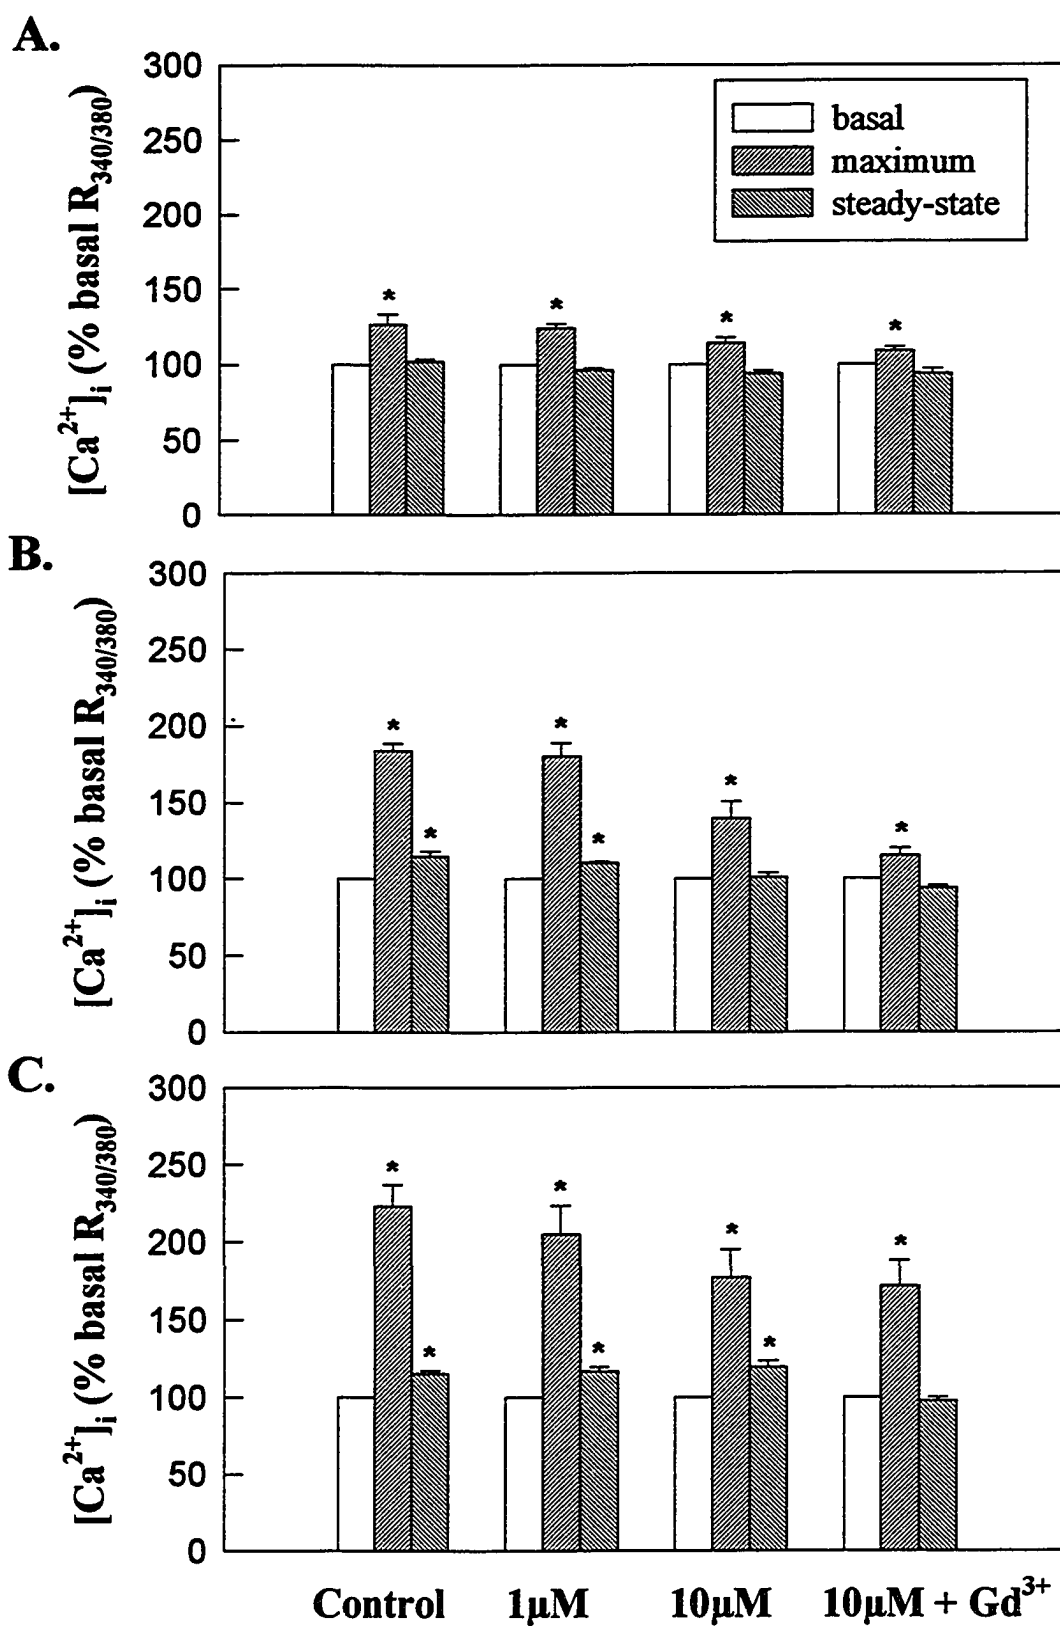 A.
300
250
200
150
100
50
0
[Ca²⁺]ᵢ (% basal R₃₄₀/₃₈₀)
basal
maximum
steady-state
* * * *
B.
300
250
200
150
100
50
0
[Ca²⁺]ᵢ (% basal R₃₄₀/₃₈₀)
* * * * * *
C.
300
250
200
150
100
50
0
[Ca²⁺]ᵢ (% basal R₃₄₀/₃₈₀)
* * * * * * *
Control 1µM 10µM 10µM + Gd³⁺